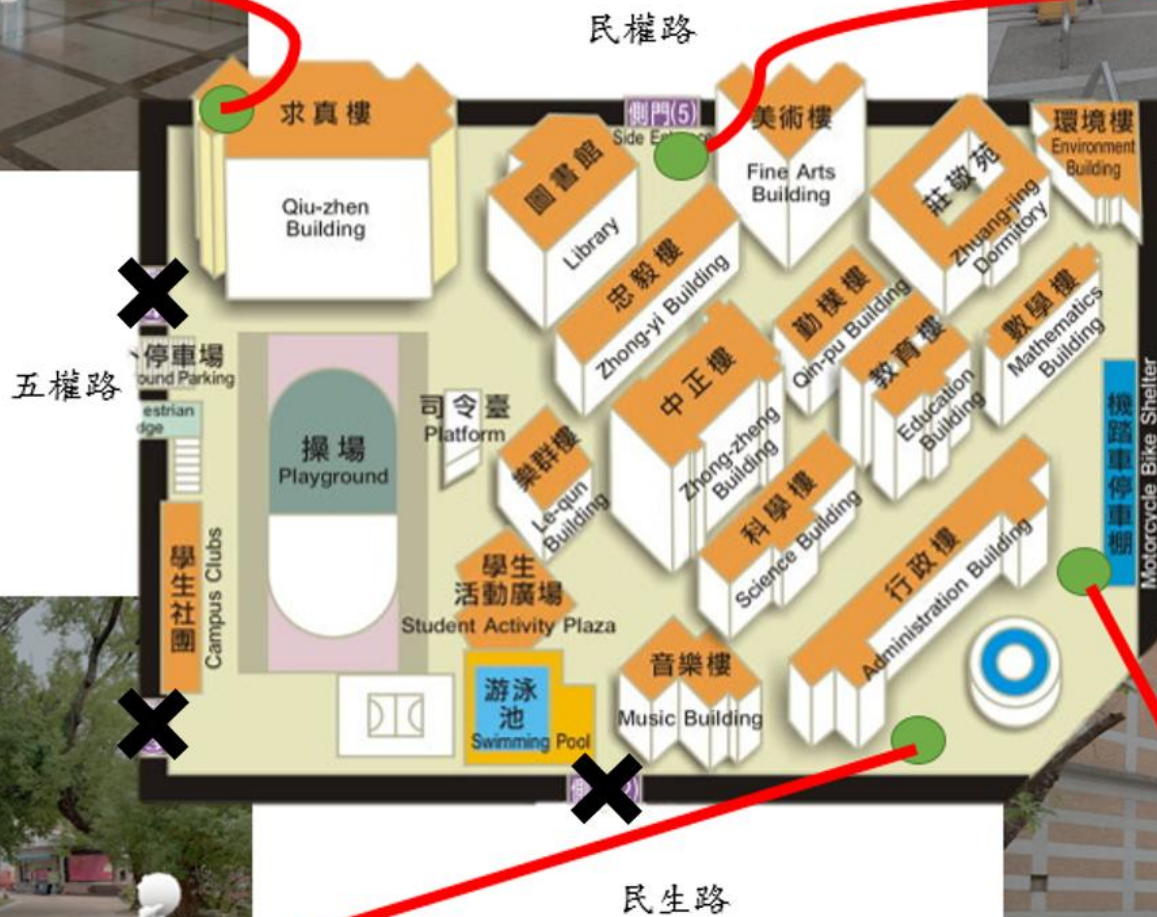 民權路
求真樓
Qiu-zhen
Building
圖書館
Library
側門(5)
Side
美術樓
Fine Arts
Building
莊敬苑
Zhuang-jing
Dormitory
環境樓
Environment
Building
忠毅樓
Zhong-yi Building
勤樸樓
Qin-pu Building
數學樓
Mathematics
Building
中正樓
Zhong-zheng
Building
教育樓
Education
Building
五權路
停車場
Parking
操場
Playground
司令臺
Platform
樂群樓
Le-qun
Building
科學樓
Science Building
行政樓
Administration Building
機踏車停車棚
Motorcycle Bike Shelter
學生社團
Campus Clubs
學生
活動廣場
Student Activity Plaza
游泳
池
Swimming Pool
音樂樓
Music Building
民生路